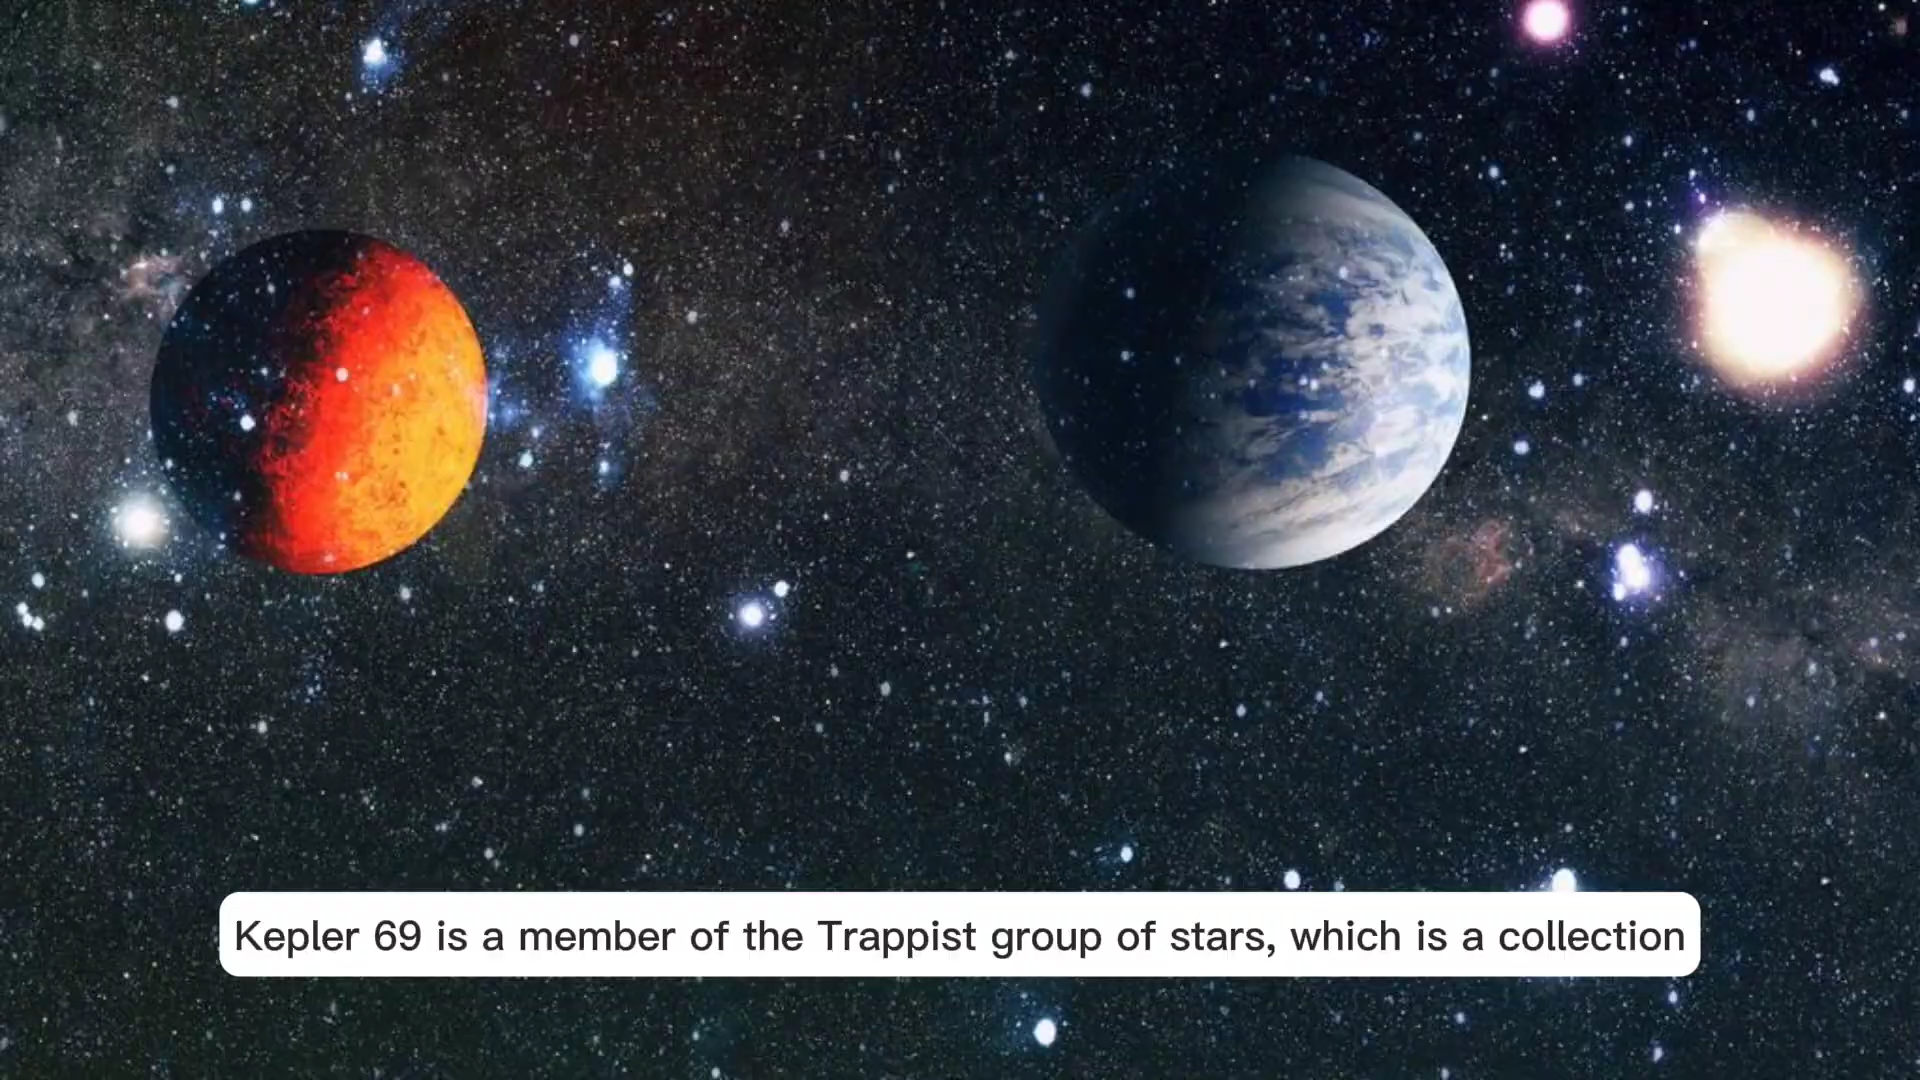 Kepler 69 is a member of the Trappist group of stars, which is a collection